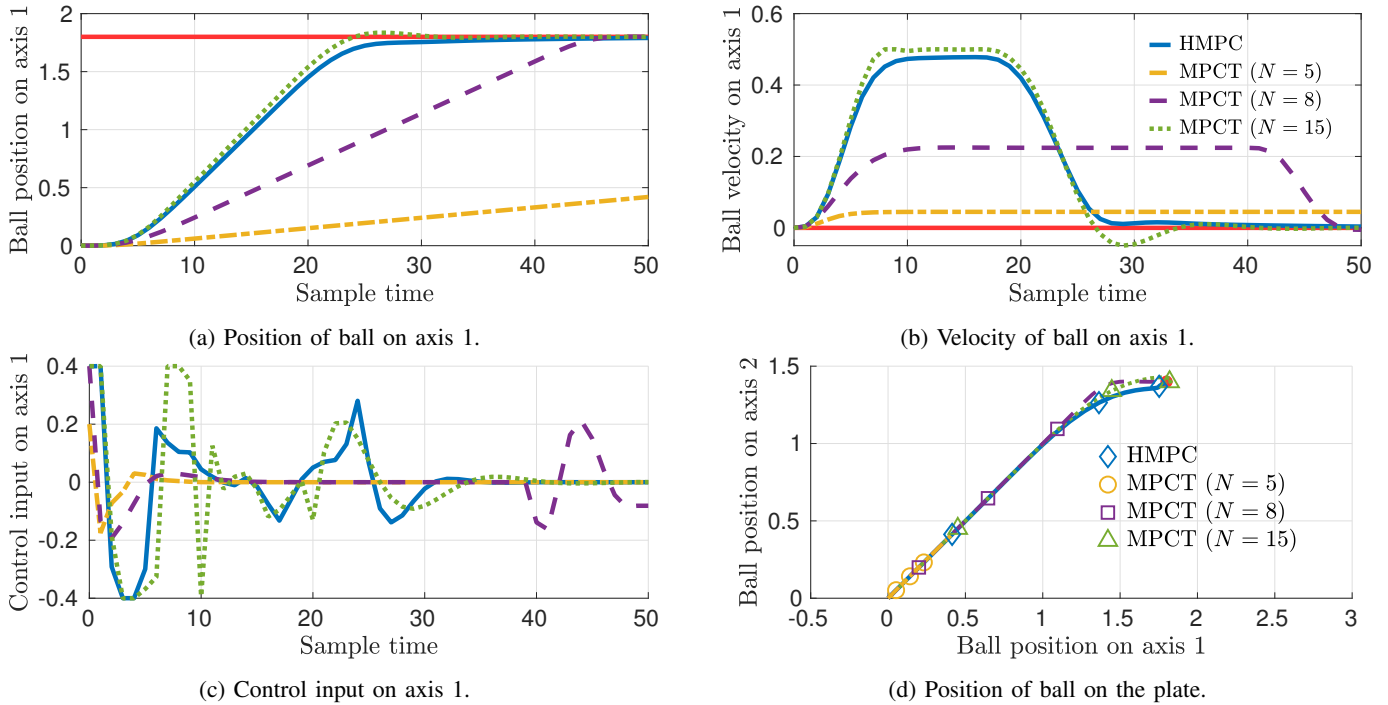 Ball position on axis 1
2
1.5
1
0.5
0
0 10 20 30 40 50
Sample time
(a) Position of ball on axis 1.
Ball velocity on axis 1
0.6
0.4
0.2
0
HMPC
MPCT (N = 5)
MPCT (N = 8)
MPCT (N = 15)
0 10 20 30 40 50
Sample time
(b) Velocity of ball on axis 1.
Control input on axis 1
0.4
0.2
0
-0.2
-0.4
0 10 20 30 40 50
Sample time
(c) Control input on axis 1.
Ball position on axis 2
1.5
1
0.5
0
HMPC
MPCT (N = 5)
MPCT (N = 8)
MPCT (N = 15)
-0.5 0 0.5 1 1.5 2 2.5 3
Ball position on axis 1
(d) Position of ball on the plate.